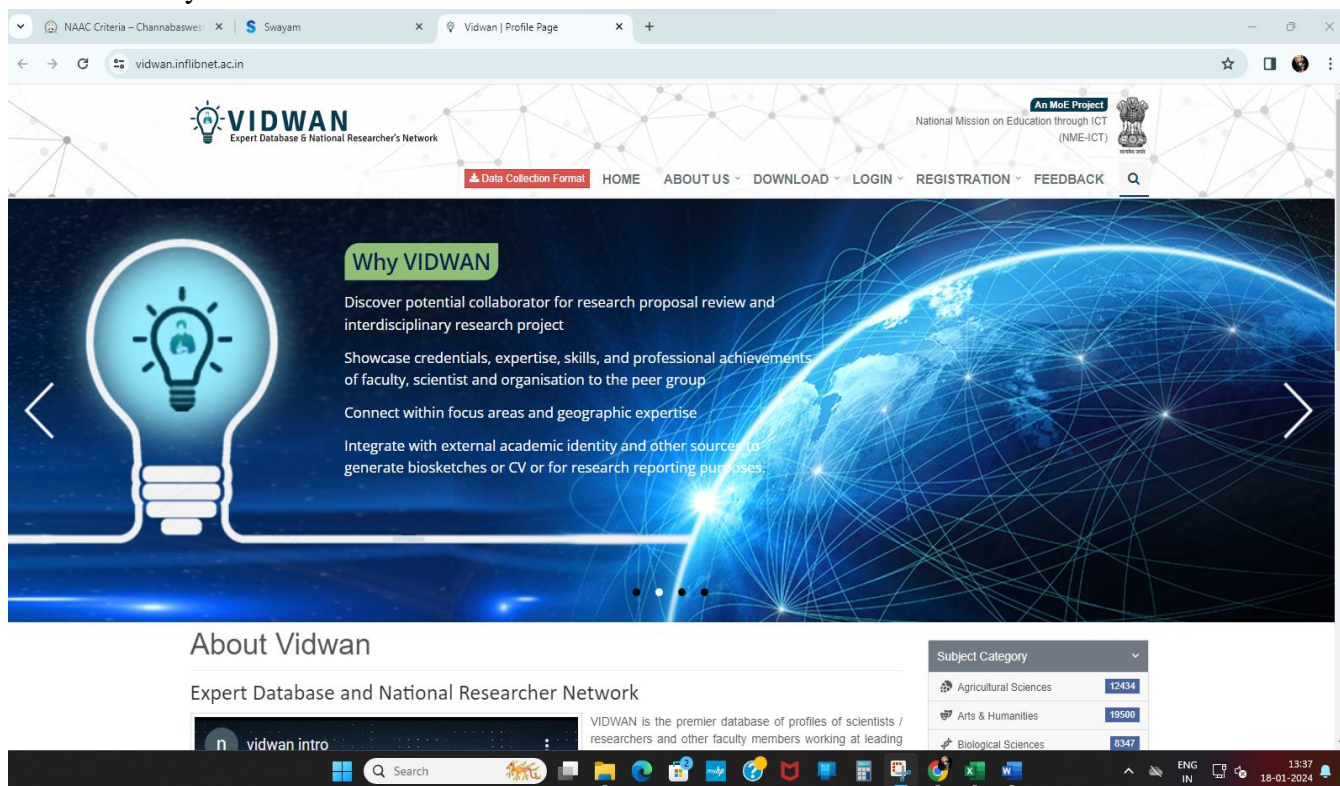 NAAC Criteria – Channabaswes
Swayam
Vidwan | Profile Page
vidwan.inflibnet.ac.in
VIDWAN
Expert Database & National Researcher's Network
An MoE Project
National Mission on Education through ICT
(NME-ICT)
Data Collection Format HOME ABOUT US DOWNLOAD LOGIN REGISTRATION FEEDBACK
Why VIDWAN
Discover potential collaborator for research proposal review and
interdisciplinary research project
Showcase credentials, expertise, skills, and professional achievements
of faculty, scientist and organisation to the peer group
Connect within focus areas and geographic expertise
Integrate with external academic identity and other sources to
generate biosketches or CV or for research reporting purposes.
About Vidwan
Expert Database and National Researcher Network
n vidwan intro
VIDWAN is the premier database of profiles of scientists /
researchers and other faculty members working at leading
Subject Category
Agricultural Sciences 12434
Arts & Humanities 19500
Biological Sciences 8347
Search
ENG
IN
13:37
18-01-2024